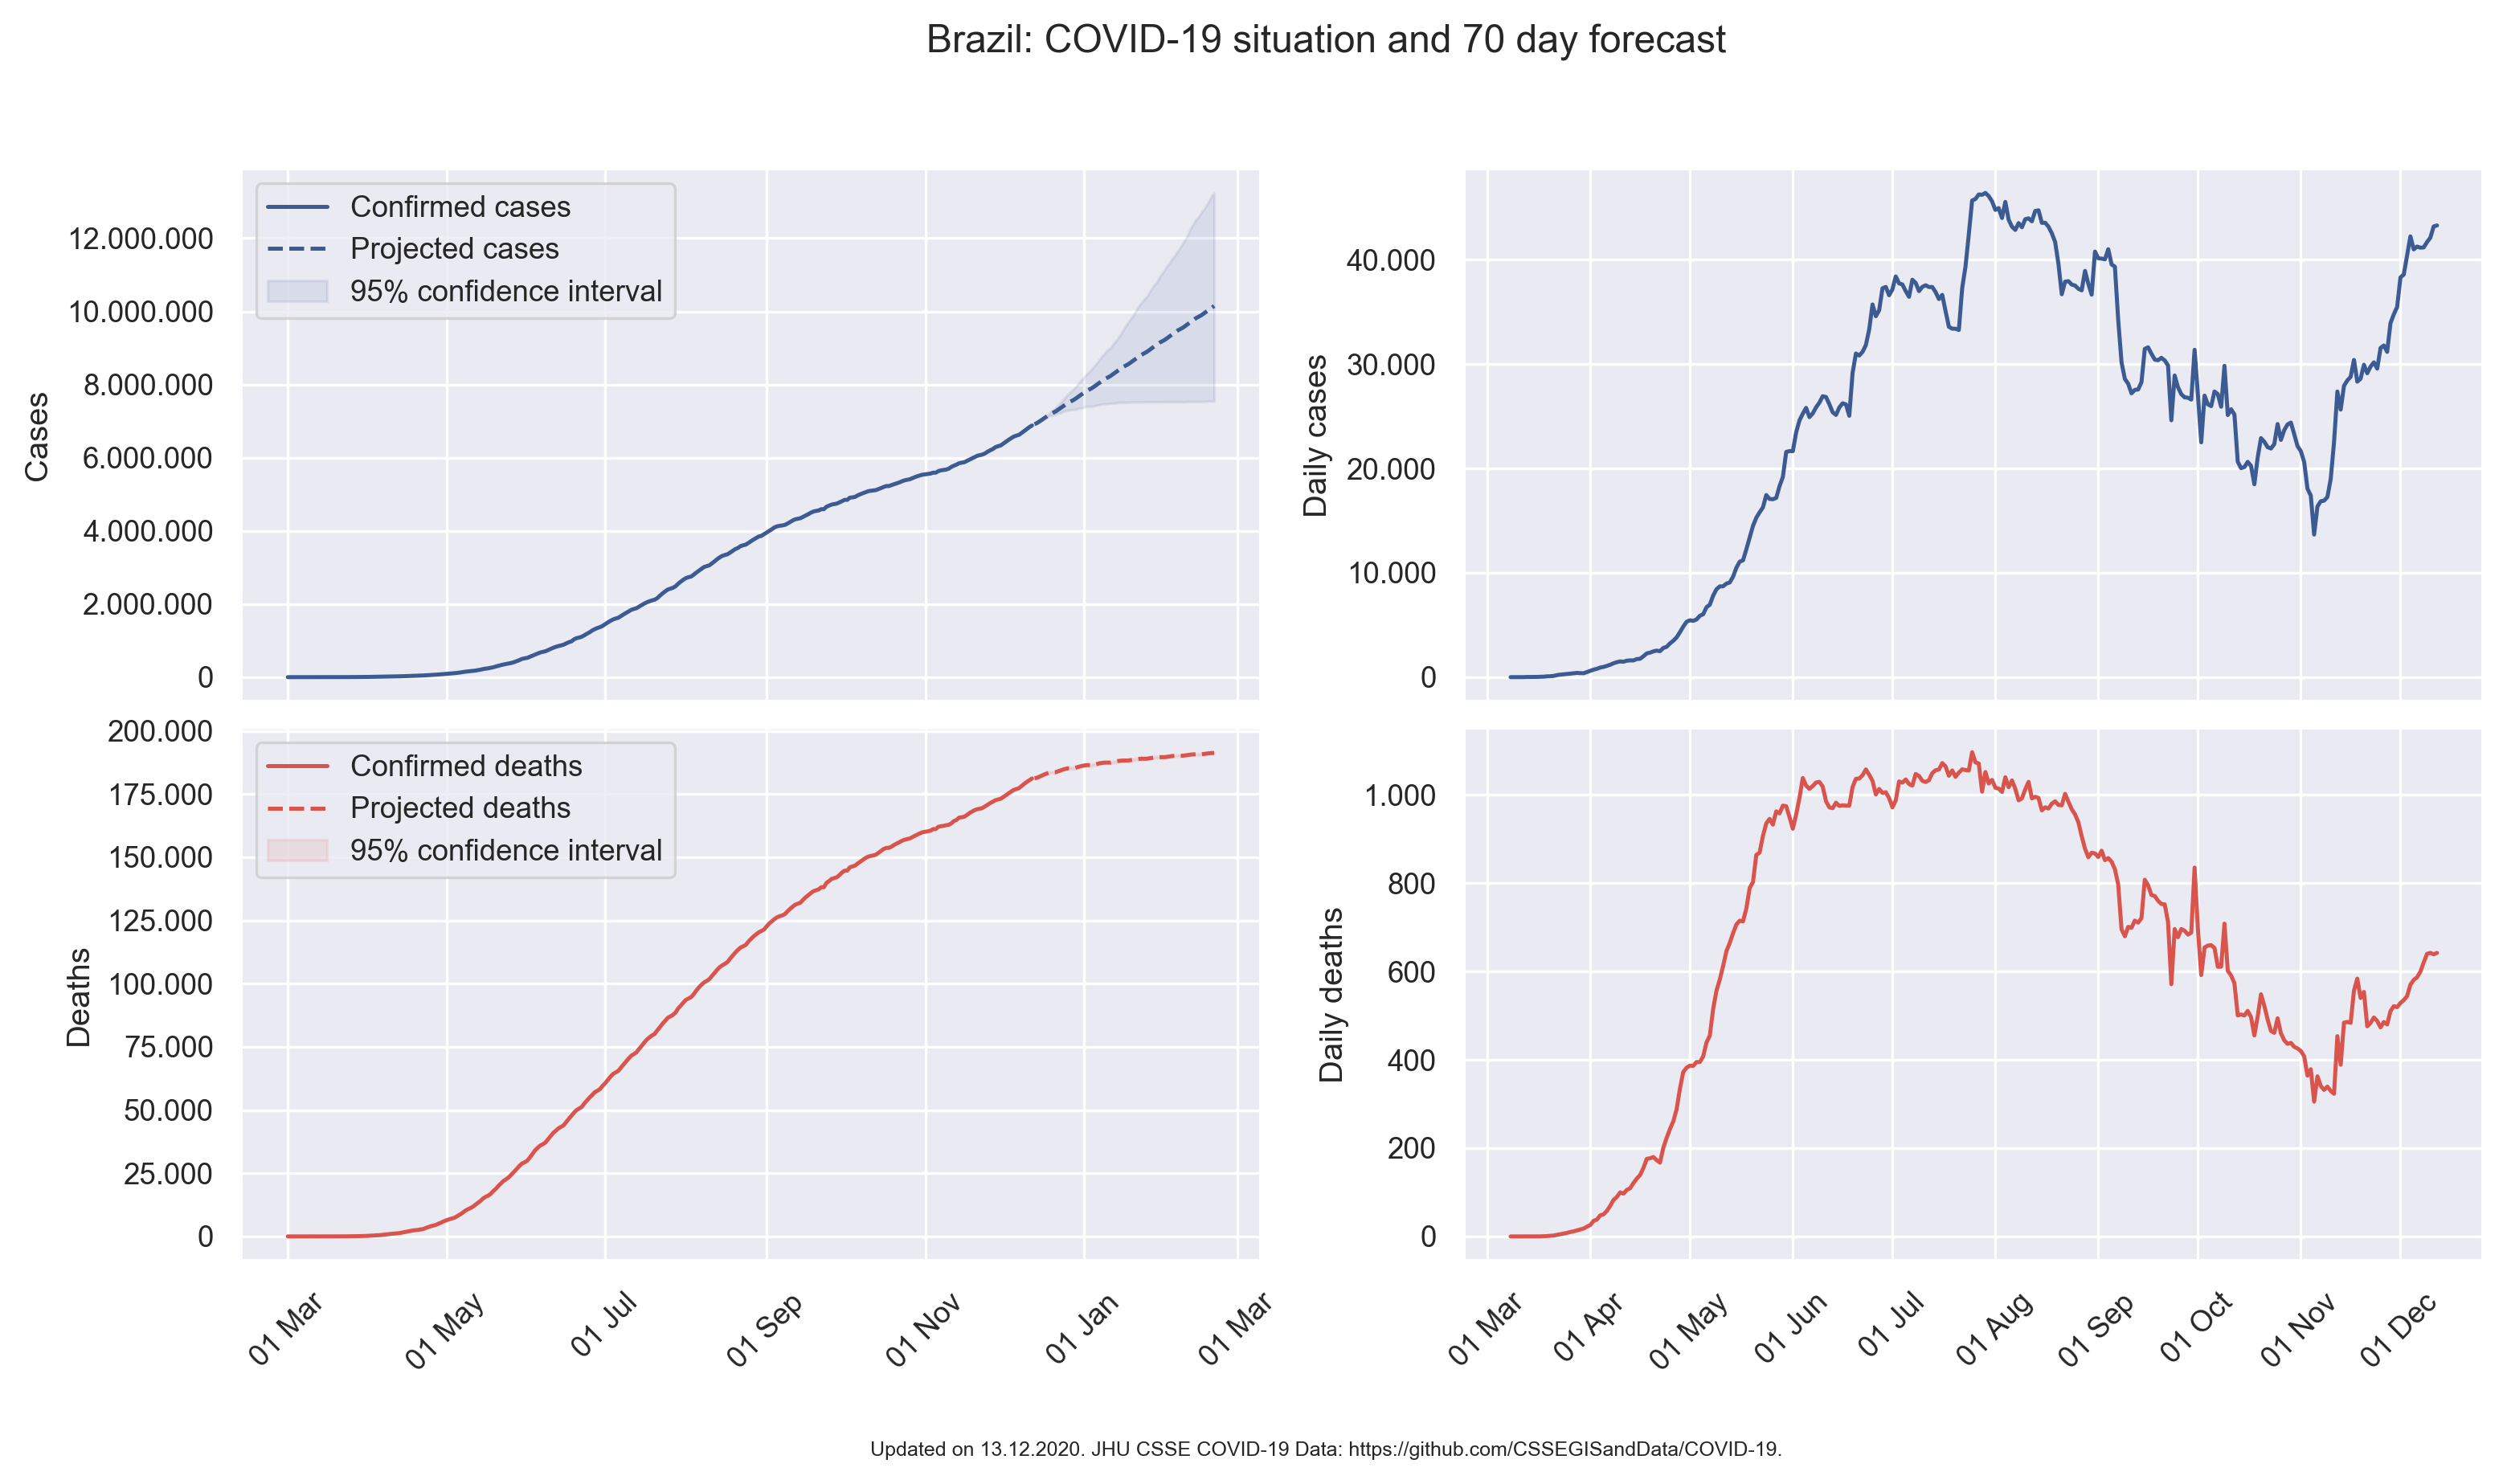 Brazil: COVID-19 situation and 70 day forecast
Confirmed cases
Projected cases
95% confidence interval
Cases
12.000.000
10.000.000
8.000.000
6.000.000
4.000.000
2.000.000
0
Daily cases
40.000
30.000
20.000
10.000
0
Confirmed deaths
Projected deaths
95% confidence interval
Deaths
200.000
175.000
150.000
125.000
100.000
75.000
50.000
25.000
0
01 Mar
01 May
01 Jul
01 Sep
01 Nov
01 Jan
01 Mar
Daily deaths
1.000
800
600
400
200
0
01 Mar
01 Apr
01 May
01 Jun
01 Jul
01 Aug
01 Sep
01 Oct
01 Nov
01 Dec
Updated on 13.12.2020. JHU CSSE COVID-19 Data: https://github.com/CSSEGISandData/COVID-19.